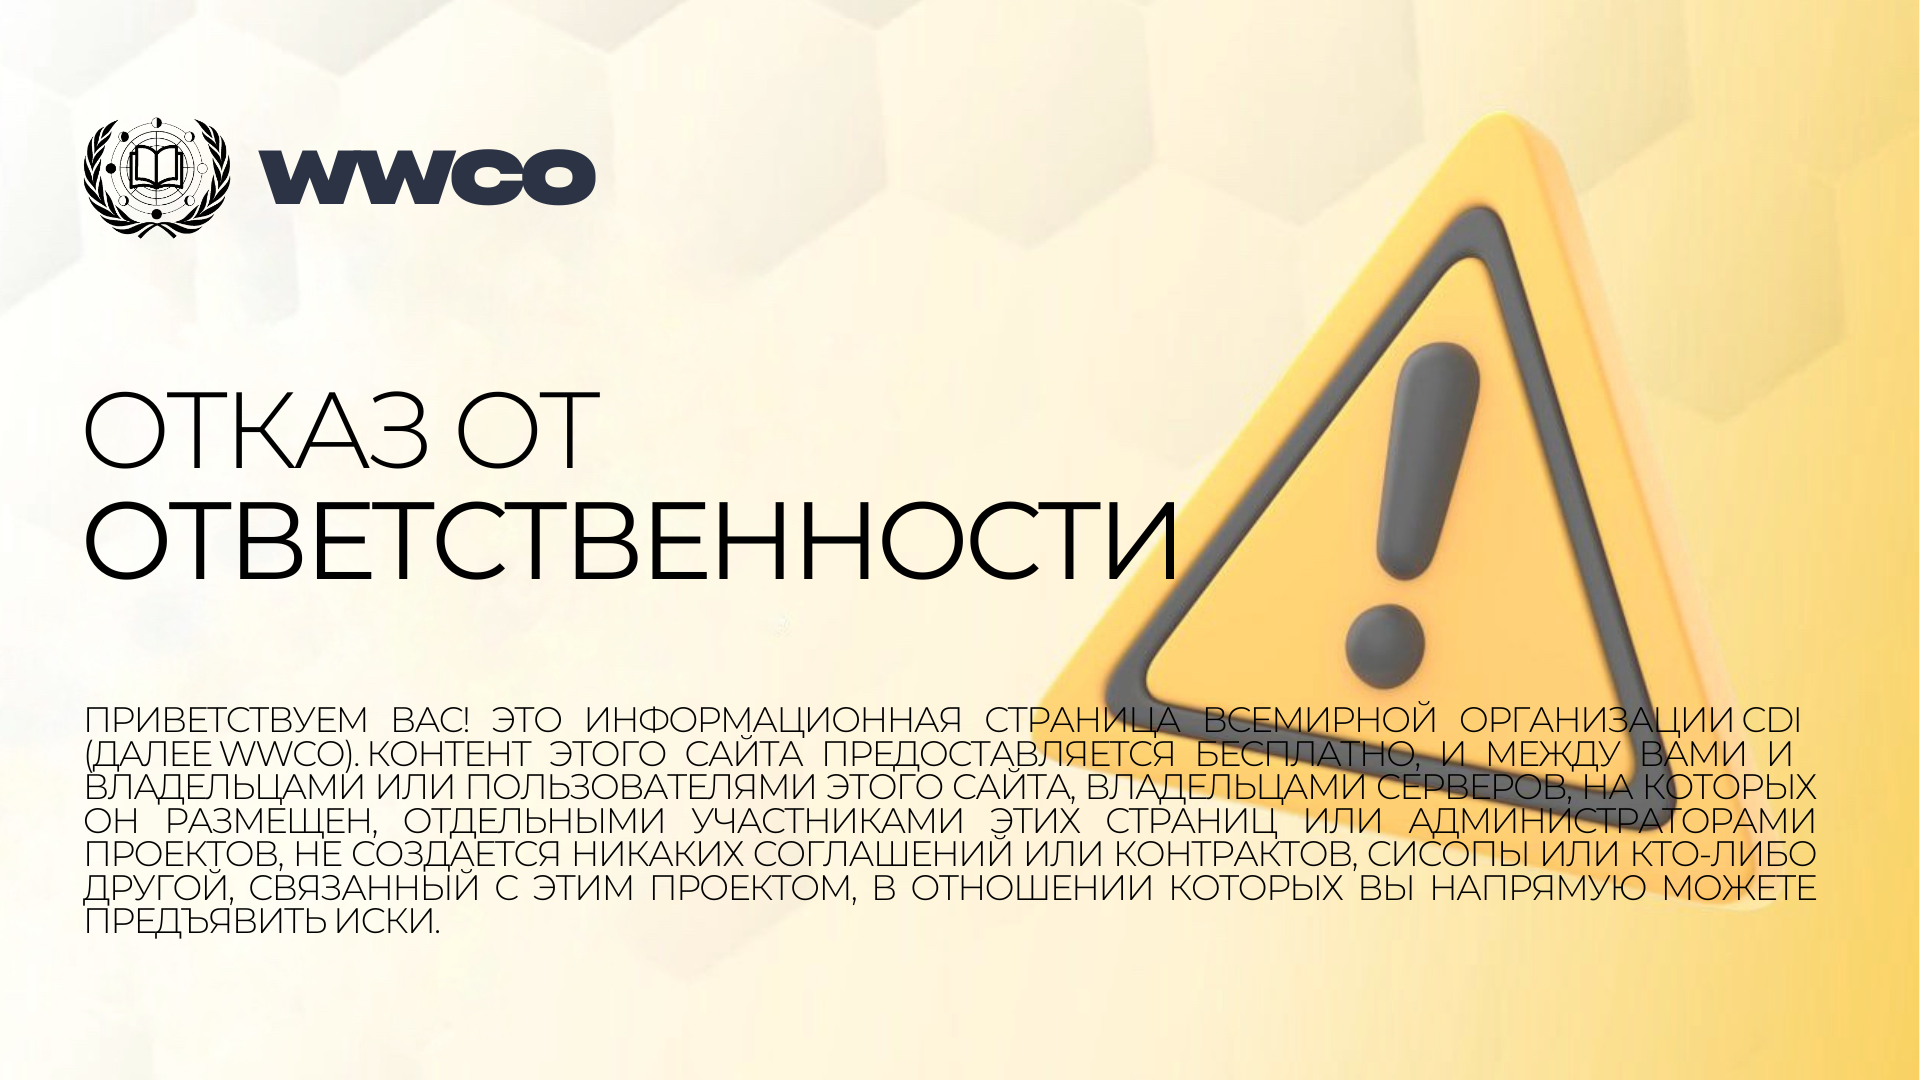 WWCO
ОТКАЗ ОТ
ОТВЕТСТВЕННОСТИ
ПРИВЕТСТВУЕМ ВАС! ЭТО ИНФОРМАЦИОННАЯ СТРАНИЦА ВСЕМИРНОЙ ОРГАНИЗАЦИИ CDI
(ДАЛЕЕ WWCO). КОНТЕНТ ЭТОГО САЙТА ПРЕДОСТАВЛЯЕТСЯ БЕСПЛАТНО, И МЕЖДУ ВАМИ И
ВЛАДЕЛЬЦАМИ ИЛИ ПОЛЬЗОВАТЕЛЯМИ ЭТОГО САЙТА, ВЛАДЕЛЬЦАМИ СЕРВЕРОВ, НА КОТОРЫХ
ОН РАЗМЕЩЕН, ОТДЕЛЬНЫМИ УЧАСТНИКАМИ ЭТИХ СТРАНИЦ ИЛИ АДМИНИСТРАТОРАМИ
ПРОЕКТОВ, НЕ СОЗДАЕТСЯ НИКАКИХ СОГЛАШЕНИЙ ИЛИ КОНТРАКТОВ, СИСОПЫ ИЛИ КТО-ЛИБО
ДРУГОЙ, СВЯЗАННЫЙ С ЭТИМ ПРОЕКТОМ, В ОТНОШЕНИИ КОТОРЫХ ВЫ НАПРЯМУЮ МОЖЕТЕ
ПРЕДЪЯВИТЬ ИСКИ.